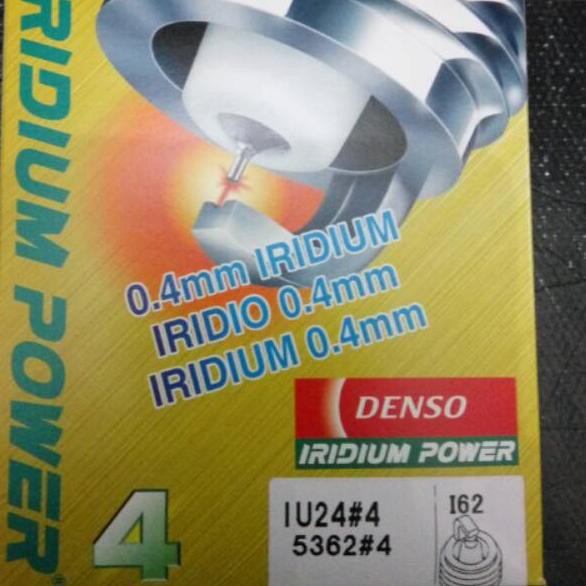 IRIDIUM POWER®
0.4mm IRIDIUM
IRIDIO 0.4mm
IRIDIUM 0.4mm
DENSO
IRIDIUM POWER
4
IU24#4
5362#4
I62